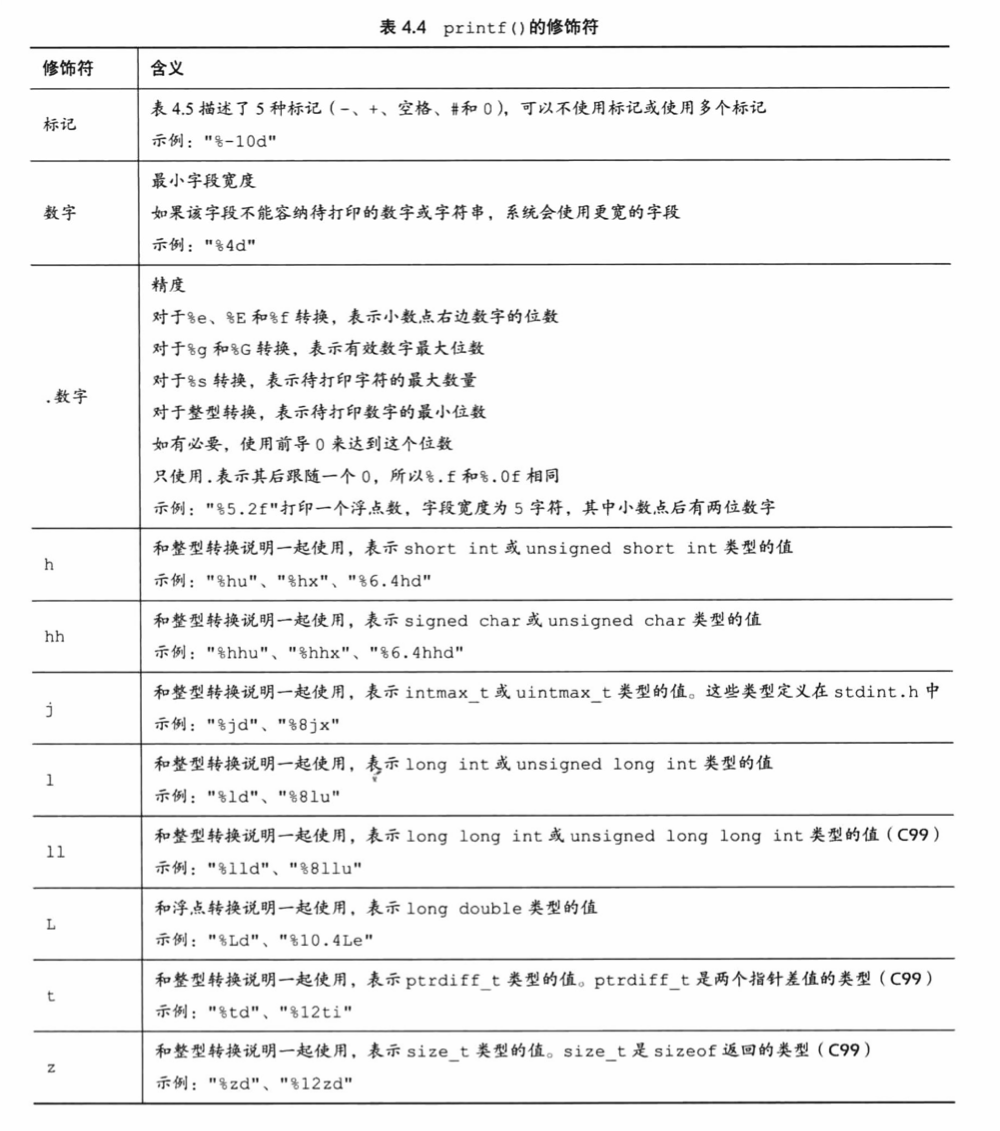 表 4.4 printf()的修饰符
修饰符 含义
标记
表 4.5 描述了 5 种标记（-、+、空格、#和 0），可以不使用标记或使用多个标记
示例："%-10d"
数字
最小字段宽度
如果该字段不能容纳待打印的数字或字符串，系统会使用更宽的字段
示例："%4d"
.数字
精度
对于%e、%E 和%f 转换，表示小数点右边数字的位数
对于%g 和%G 转换，表示有效数字最大位数
对于%s 转换，表示待打印字符的最大数量
对于整型转换，表示待打印数字的最小位数
如有必要，使用前导 0 来达到这个位数
只使用.表示其后跟随一个 0，所以%.f 和%.0f 相同
示例："%5.2f"打印一个浮点数，字段宽度为 5 字符，其中小数点后有两位数字
h
和整型转换说明一起使用，表示 short int 或 unsigned short int 类型的值
示例："%hu"、"%hx"、"%6.4hd"
hh
和整型转换说明一起使用，表示 signed char 或 unsigned char 类型的值
示例："%hhu"、"%hhx"、"%6.4hhd"
j
和整型转换说明一起使用，表示 intmax_t 或 uintmax_t 类型的值。这些类型定义在 stdint.h 中
示例："%jd"、"%8jx"
l
和整型转换说明一起使用，表示 long int 或 unsigned long int 类型的值
示例："%ld"、"%8lu"
ll
和整型转换说明一起使用，表示 long long int 或 unsigned long long int 类型的值（C99）
示例："%lld"、"%8llu"
L
和浮点转换说明一起使用，表示 long double 类型的值
示例："%Ld"、"%10.4Le"
t
和整型转换说明一起使用，表示 ptrdiff_t 类型的值。ptrdiff_t 是两个指针差值的类型（C99）
示例："%td"、"%12ti"
z
和整型转换说明一起使用，表示 size_t 类型的值。size_t 是 sizeof 返回的类型（C99）
示例："%zd"、"%12zd"